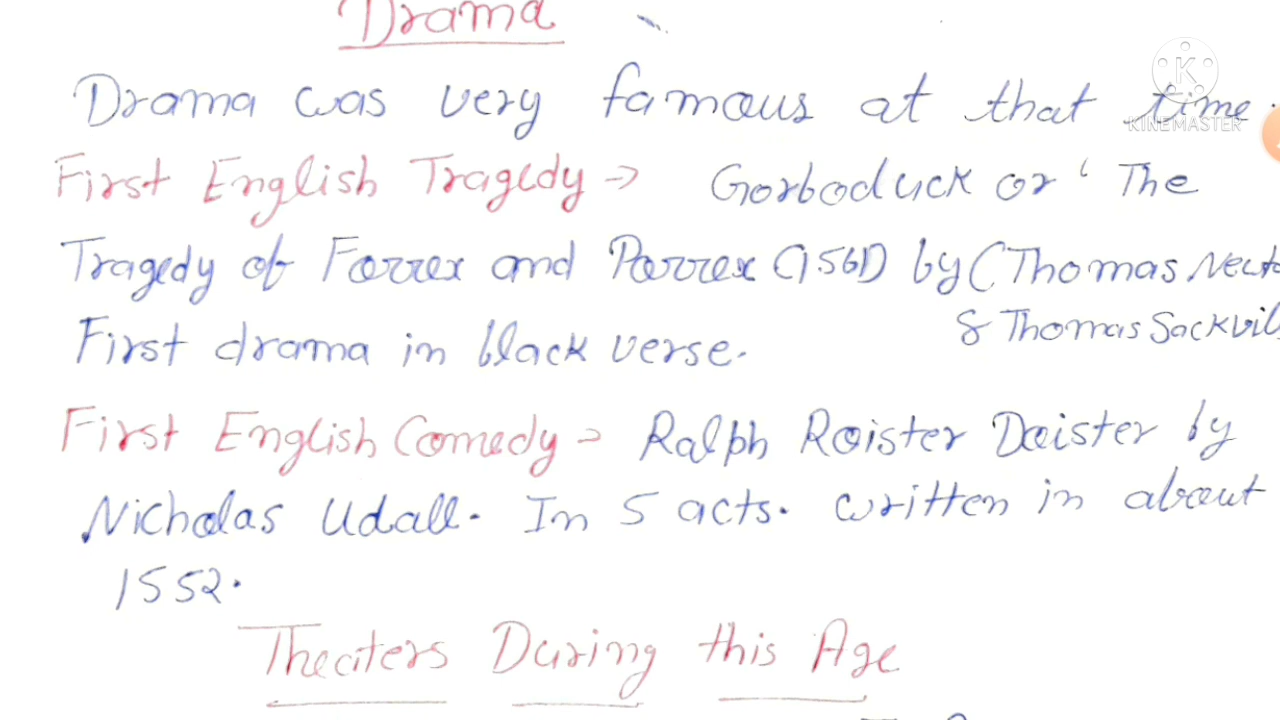 Drama
Drama was very famous at that time.
KINEMASTER
First English Tragedy → Gorboduck or ' The
Tragedy of Forrex and Porrex (1561) by (Thomas Newto
& Thomas Sackvil
First drama in black verse.
First English Comedy → Ralph Roister Doister by
Nicholas Udall. In 5 acts. written in about
1552.
Theaters During this Age